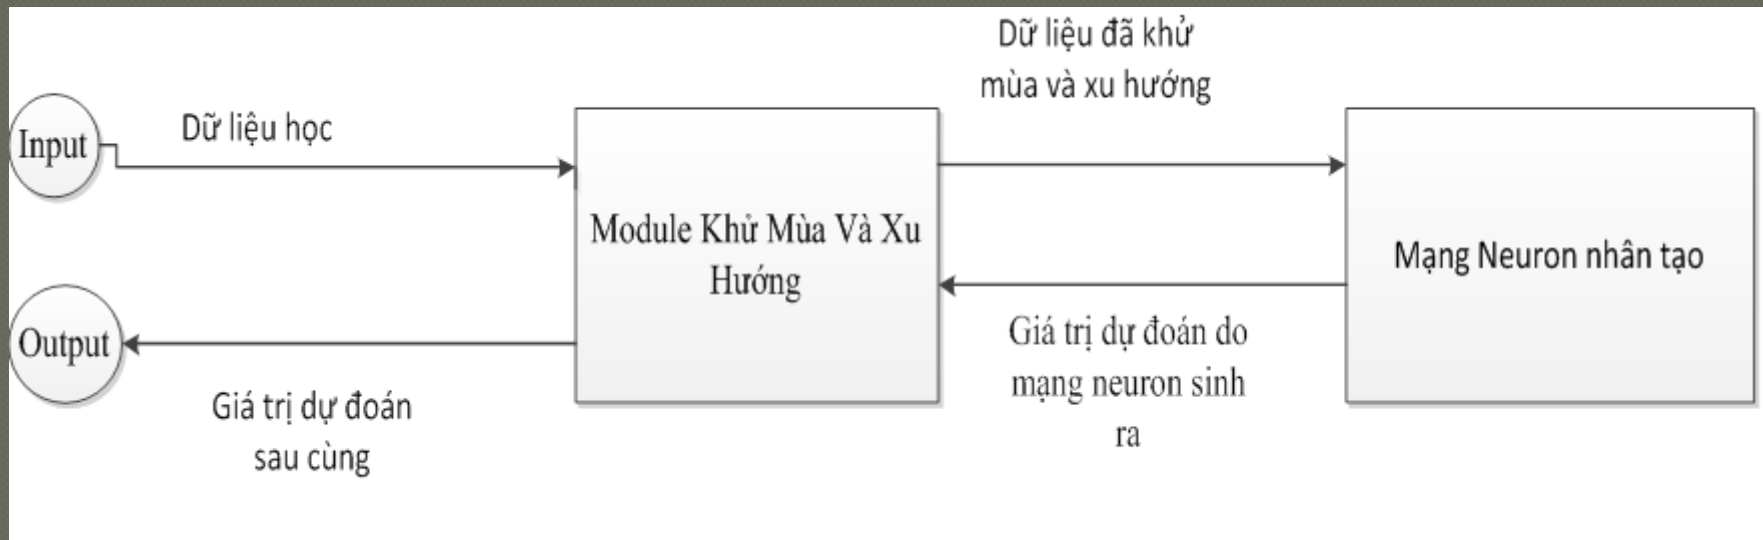 Dữ liệu đã khử
mùa và xu hướng
Input
Dữ liệu học
Module Khử Mùa Và Xu
Hướng
Mạng Neuron nhân tạo
Output
Giá trị dự đoán do
mạng neuron sinh
ra
Giá trị dự đoán
sau cùng